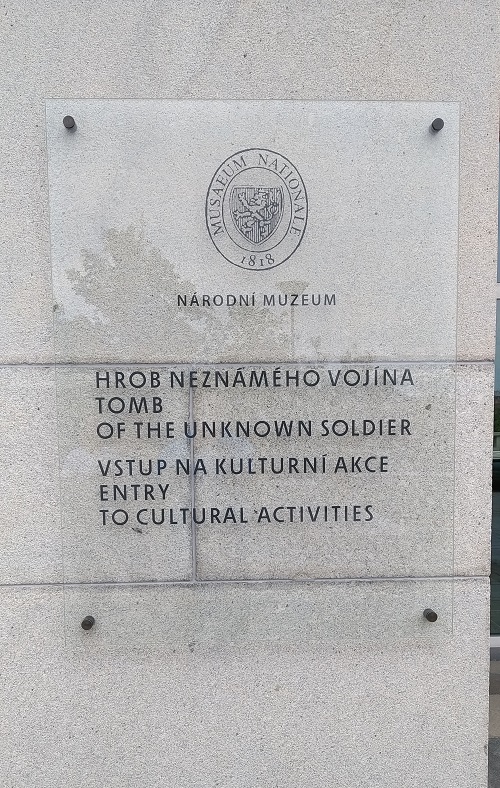 MUSAEUM NATIONALE
1818
NÁRODNÍ MUZEUM
HROB NEZNÁMÉHO VOJÍNA
TOMB
OF THE UNKNOWN SOLDIER
VSTUP NA KULTURNÍ AKCE
ENTRY
TO CULTURAL ACTIVITIES